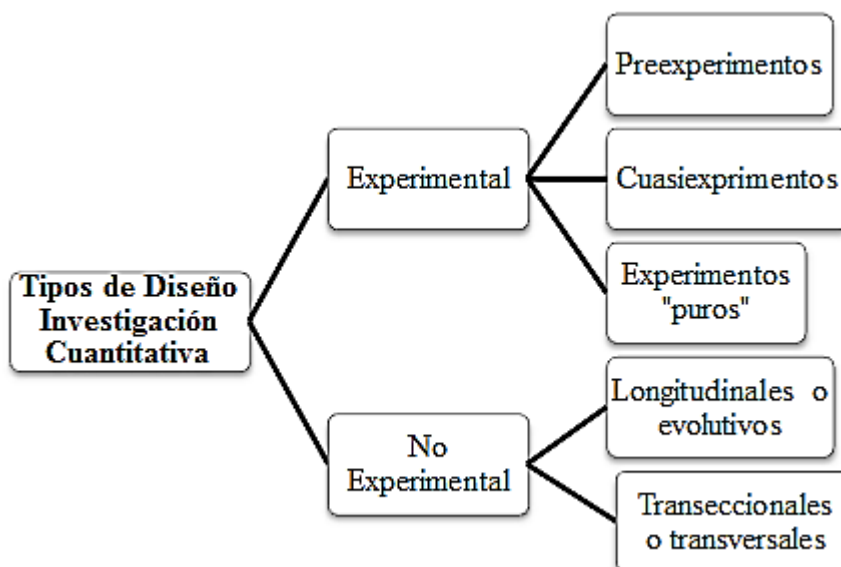 Tipos de Diseño
Investigación
Cuantitativa
Experimental
Preexperimentos
Cuasiexprimentos
Experimentos
"puros"
No
Experimental
Longitudinales o
evolutivos
Transeccionales
o transversales